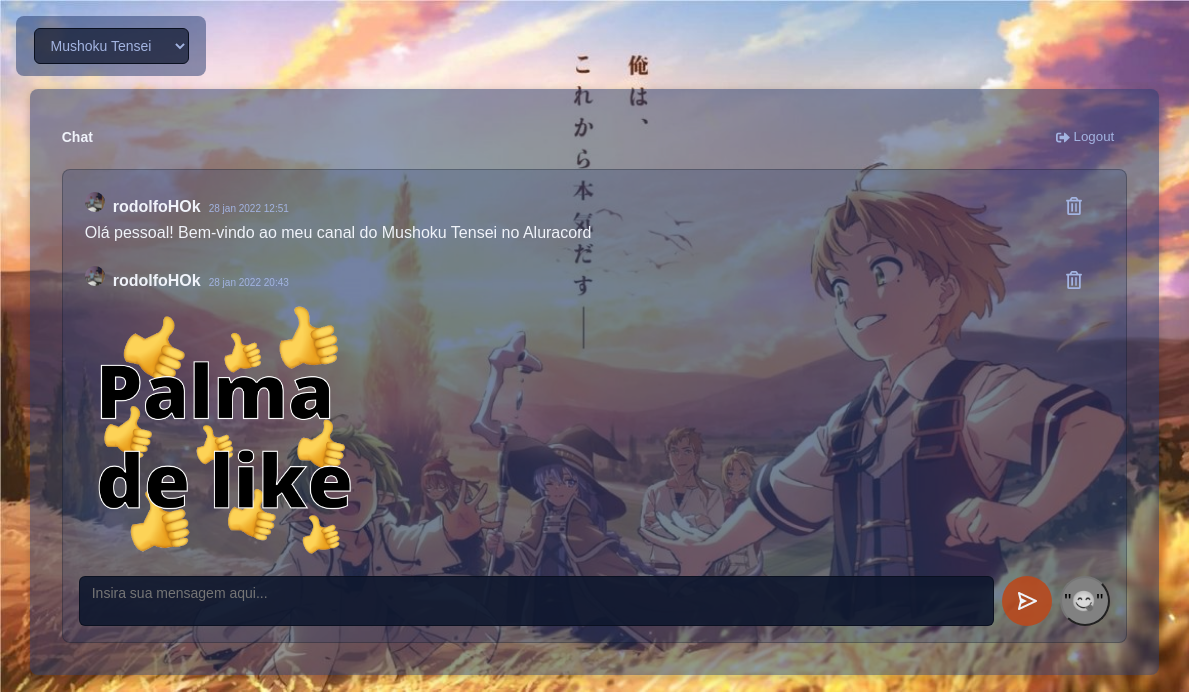 Mushoku Tensei
俺は、
これから本気だす—
Chat
Logout
rodolfoHOk 28 jan 2022 12:51
Olá pessoal! Bem-vindo ao meu canal do Mushoku Tensei no Aluracord
rodolfoHOk 28 jan 2022 20:43
Palma
de like
Insira sua mensagem aqui...
"😋"